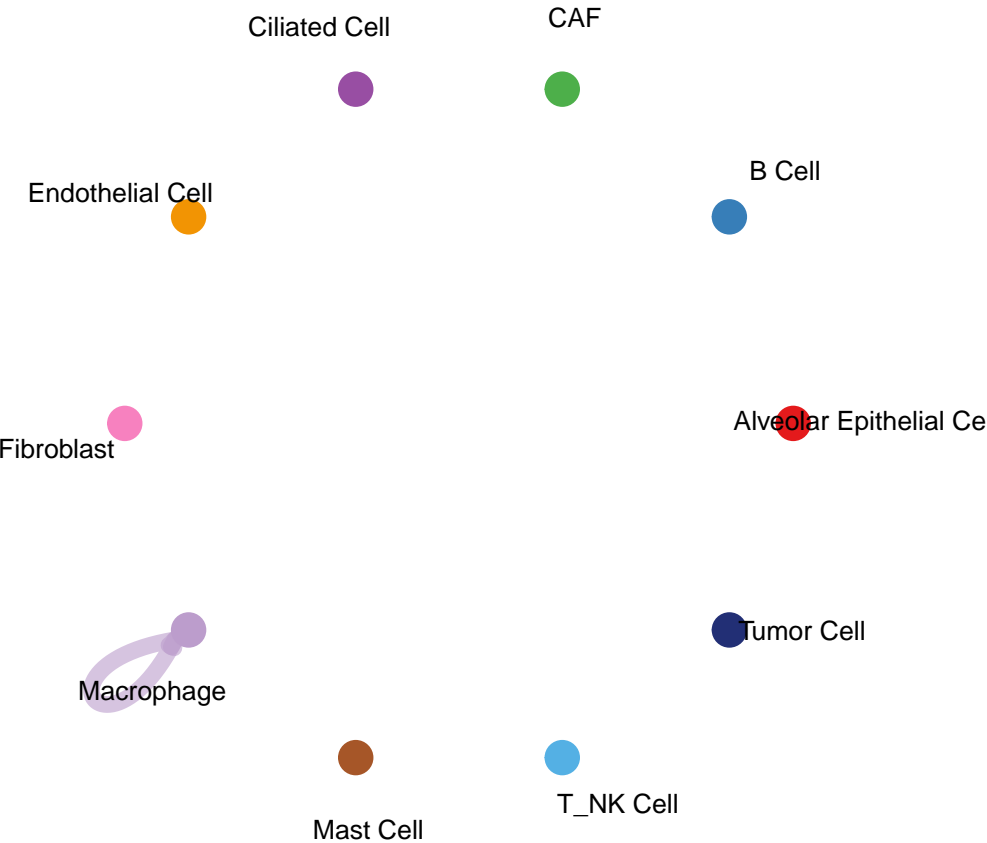 CAF
Ciliated Cell
B Cell
Endothelial Cell
Alveolar Epithelial Ce
Fibroblast
Tumor Cell
Macrophage
T_NK Cell
Mast Cell